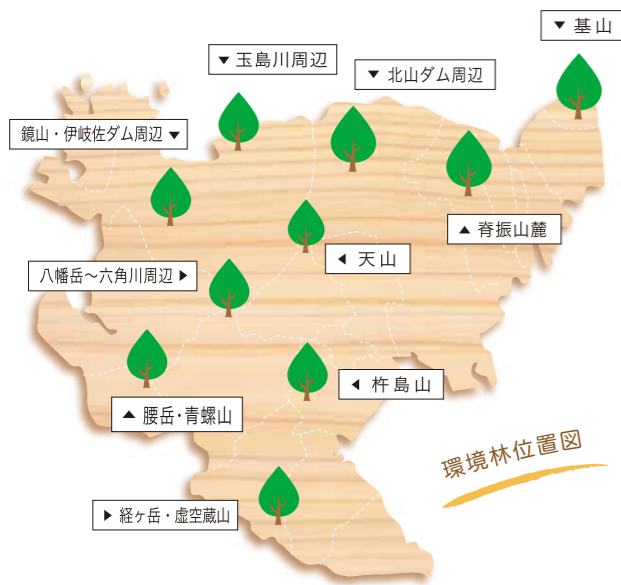 ▼ 基山
▼ 玉島川周辺
▼ 北山ダム周辺
鏡山・伊岐佐ダム周辺 ▼
▲ 脊振山麓
◀ 天山
八幡岳～六角川周辺 ▶
◀ 杵島山
▲ 腰岳・青螺山
環境林位置図
▶ 経ヶ岳・虚空蔵山